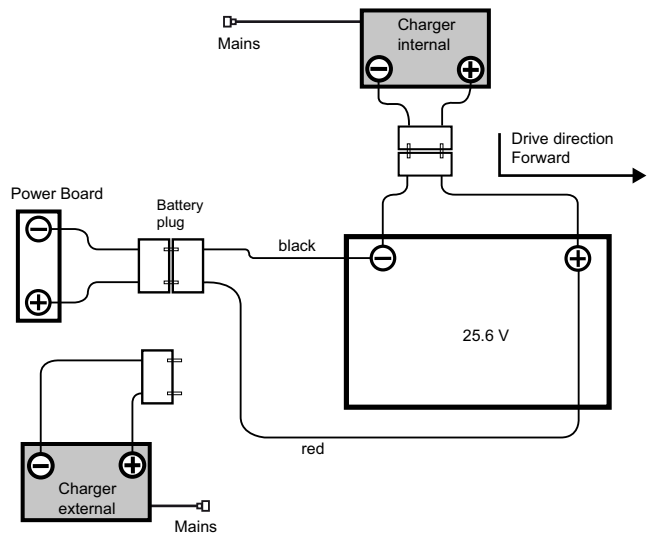 Charger
internal
Mains
Drive direction
Forward
Power Board
Battery
plug
black
25.6 V
red
Charger
external
Mains